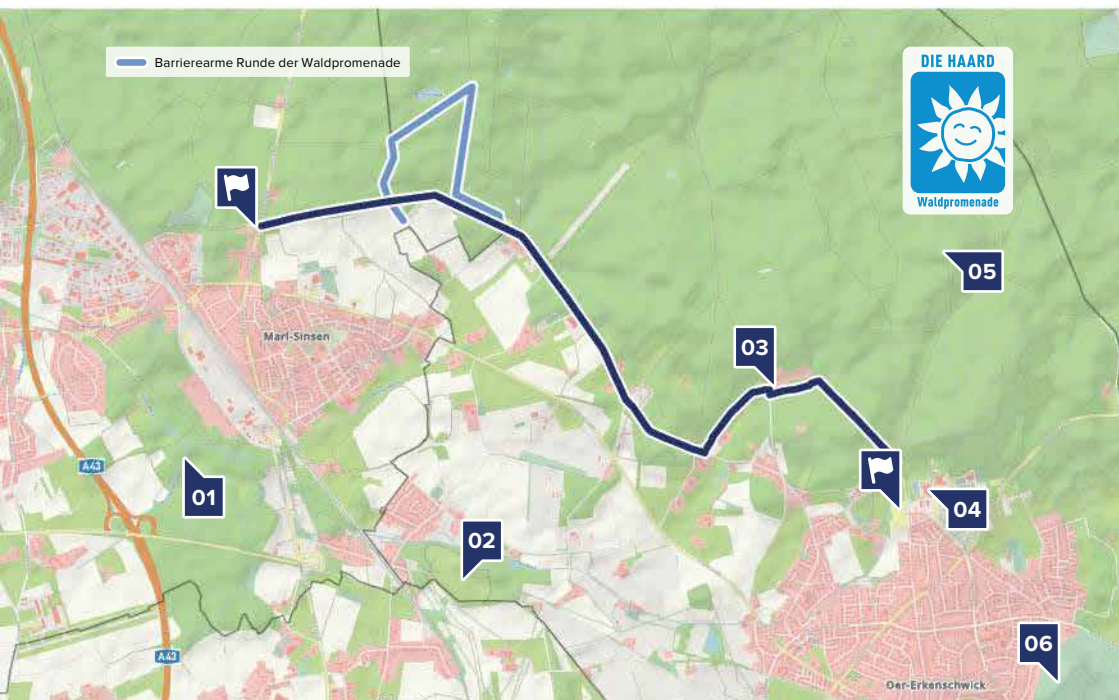 Barrierearme Runde der Waldpromenade
DIE HAARD
Waldpromenade
05
Marl-Sinsen
03
A43
01
04
02
06
A43
Oer-Erkenschwick